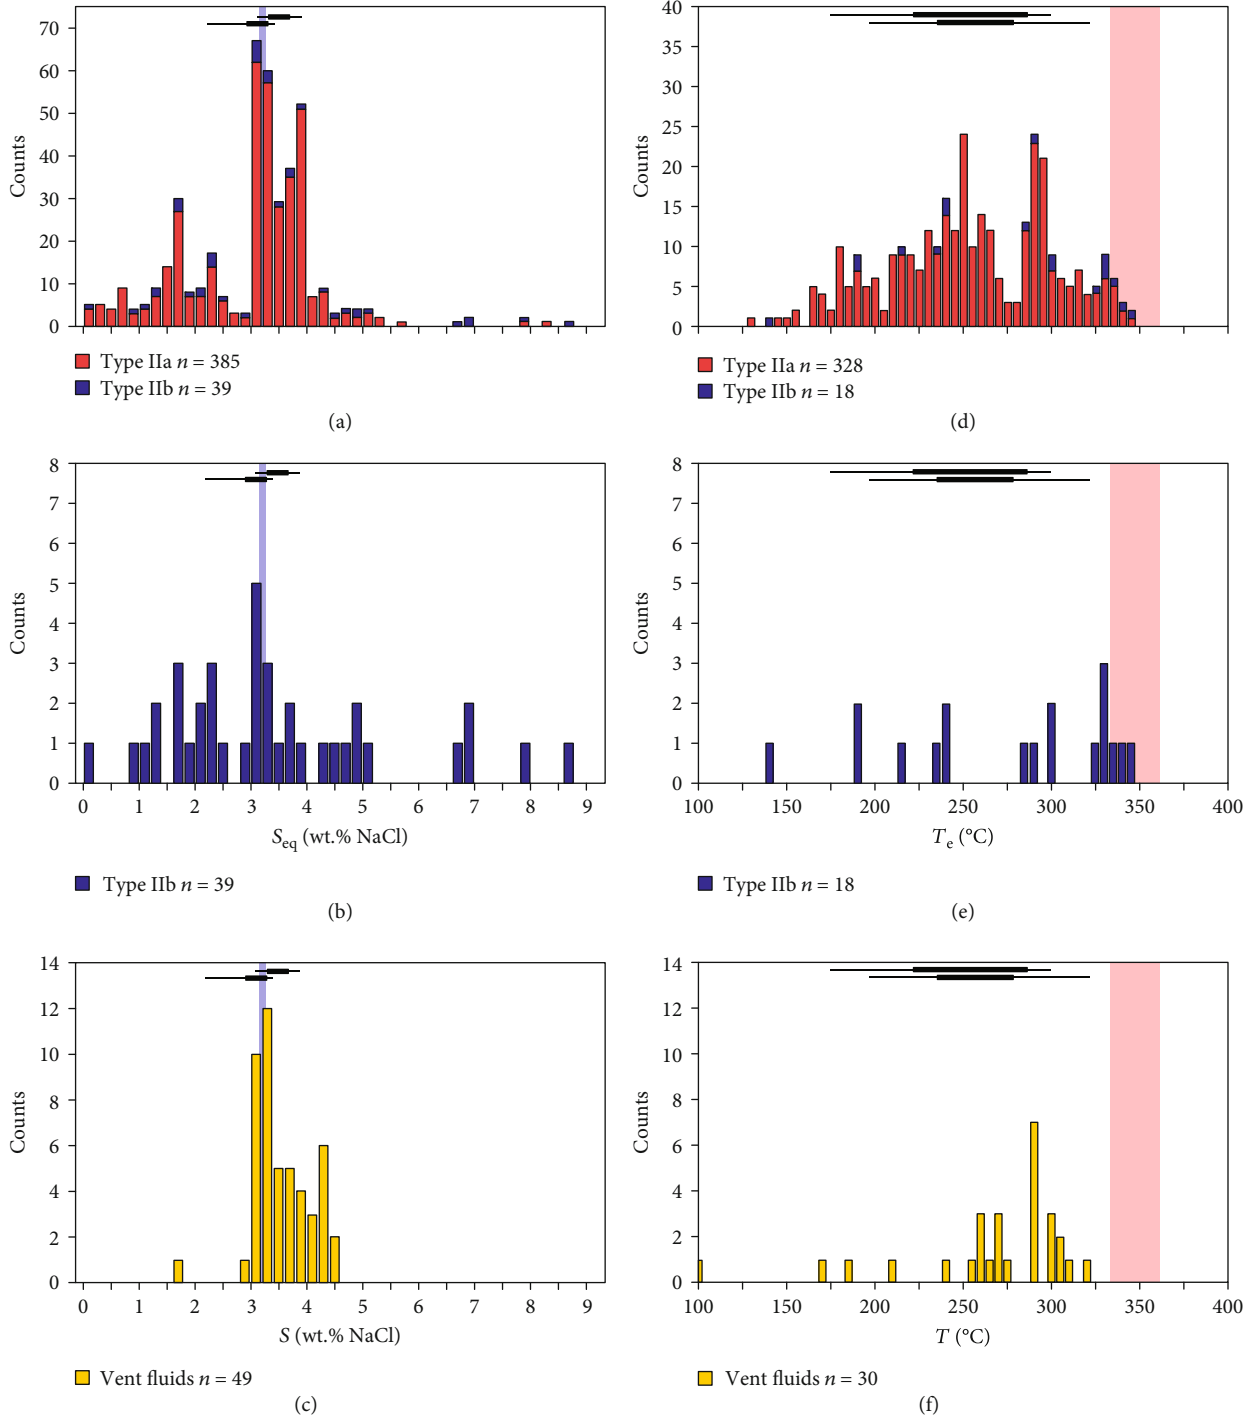 70
60
50
40
30
20
10
0
Counts
Type IIa n = 385
Type IIb n = 39
(a)
40
35
30
25
20
15
10
5
0
Counts
Type IIa n = 328
Type IIb n = 18
(d)
8
7
6
5
4
3
2
1
0
Counts
0 1 2 3 4 5 6 7 8 9
Seq (wt.% NaCl)
Type IIb n = 39
(b)
8
7
6
5
4
3
2
1
0
Counts
100 150 200 250 300 350 400
Te (°C)
Type IIb n = 18
(e)
14
12
10
8
6
4
2
0
Counts
0 1 2 3 4 5 6 7 8 9
S (wt.% NaCl)
Vent fluids n = 49
(c)
14
12
10
8
6
4
2
0
Counts
100 150 200 250 300 350 400
T (°C)
Vent fluids n = 30
(f)